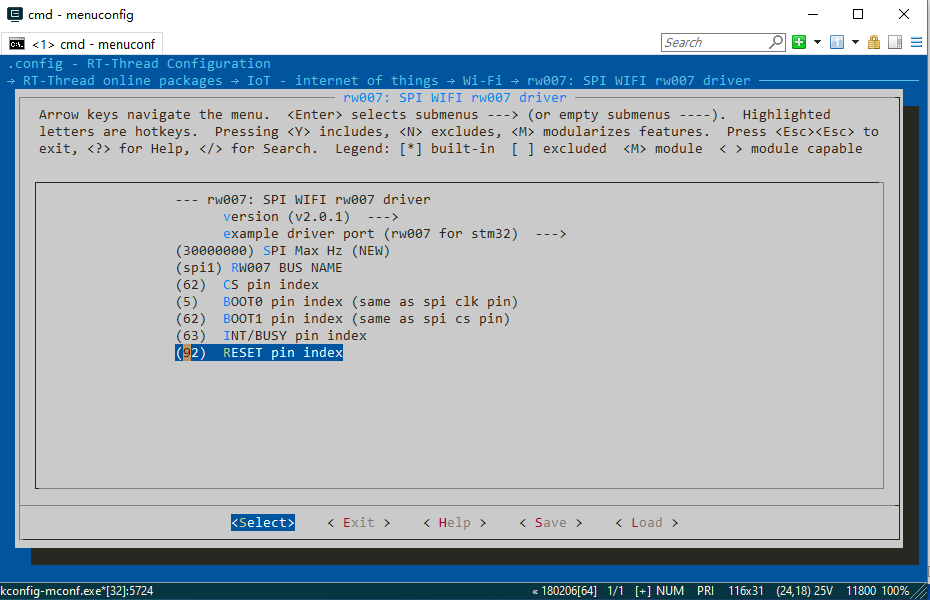 cmd - menuconfig
<1> cmd - menuconf
Search
.config - RT-Thread Configuration
→ RT-Thread online packages → IoT - internet of things → Wi-Fi → rw007: SPI WIFI rw007 driver
rw007: SPI WIFI rw007 driver
Arrow keys navigate the menu.  <Enter> selects submenus ---> (or empty submenus ----).  Highlighted
letters are hotkeys.  Pressing <Y> includes, <N> excludes, <M> modularizes features.  Press <Esc><Esc> to
exit, <?> for Help, </> for Search.  Legend: [*] built-in  [ ] excluded  <M> module  < > module capable
--- rw007: SPI WIFI rw007 driver
version (v2.0.1)  --->
example driver port (rw007 for stm32)  --->
(30000000) SPI Max Hz (NEW)
(spi1) RW007 BUS NAME
(62)  CS pin index
(5)   BOOT0 pin index (same as spi clk pin)
(62)  BOOT1 pin index (same as spi cs pin)
(63)  INT/BUSY pin index
(92)  RESET pin index
<Select>    < Exit >    < Help >    < Save >    < Load >
kconfig-mconf.exe*[32]:5724    « 180206[64]  1/1  [+] NUM  PRI  116x31  (24,18) 25V  11800 100%